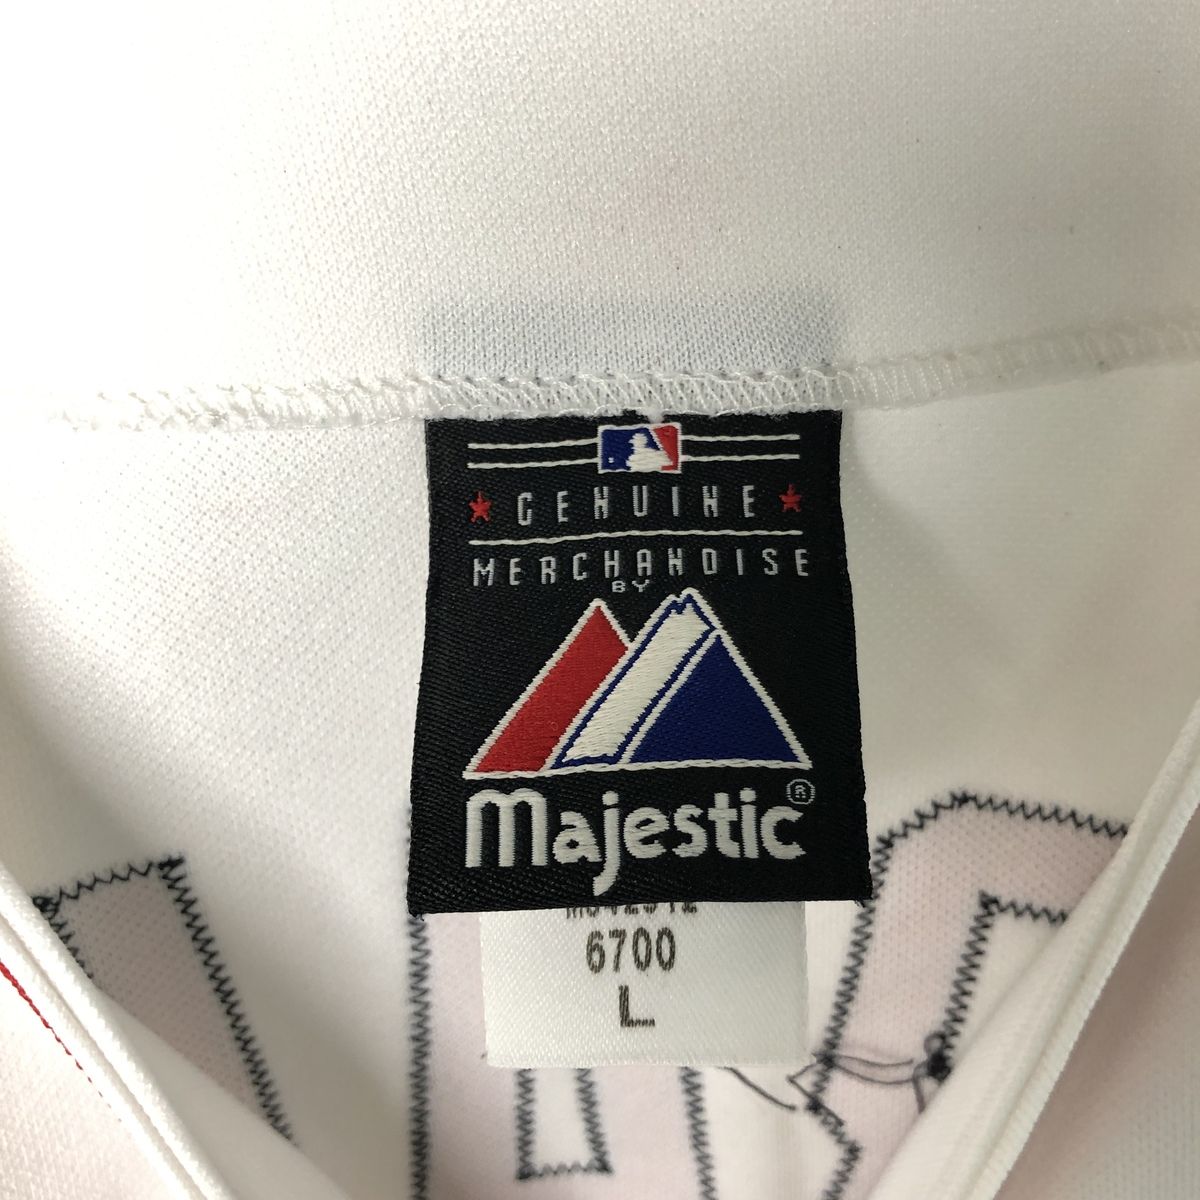 GENUINE
MERCHANDISE
BY
Majestic®
6700
L